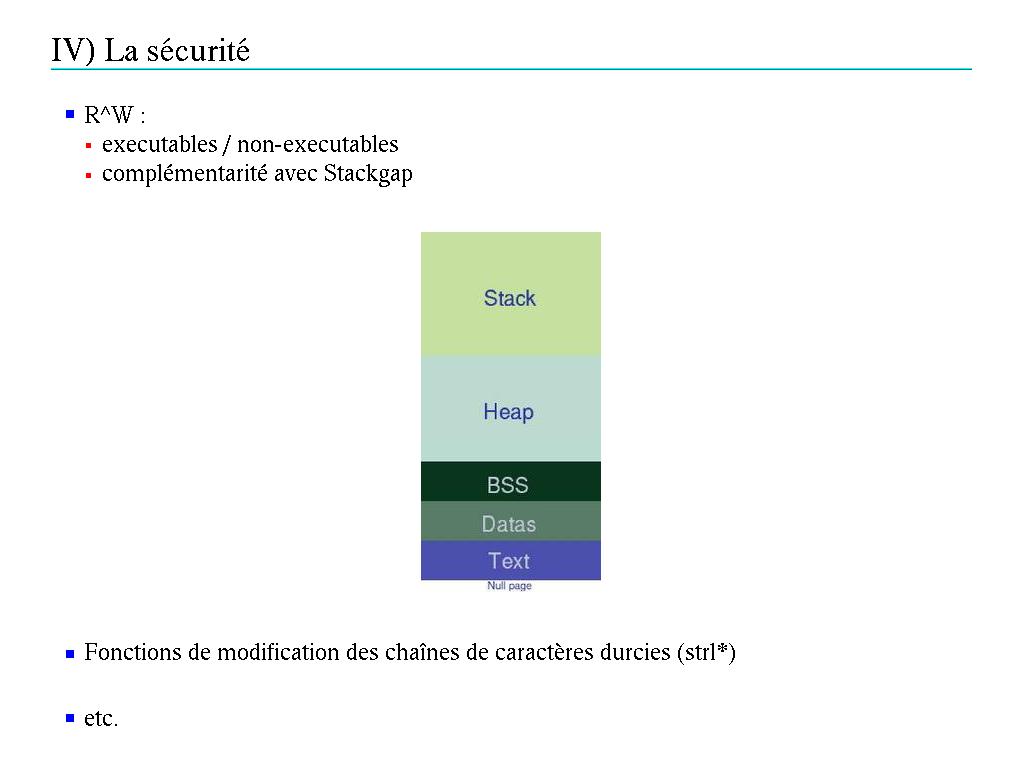 IV) La sécurité
R^W :
executables / non-executables
complémentarité avec Stackgap
Stack
Heap
BSS
Datas
Text
Null page
Fonctions de modification des chaînes de caractères durcies (strl*)
etc.